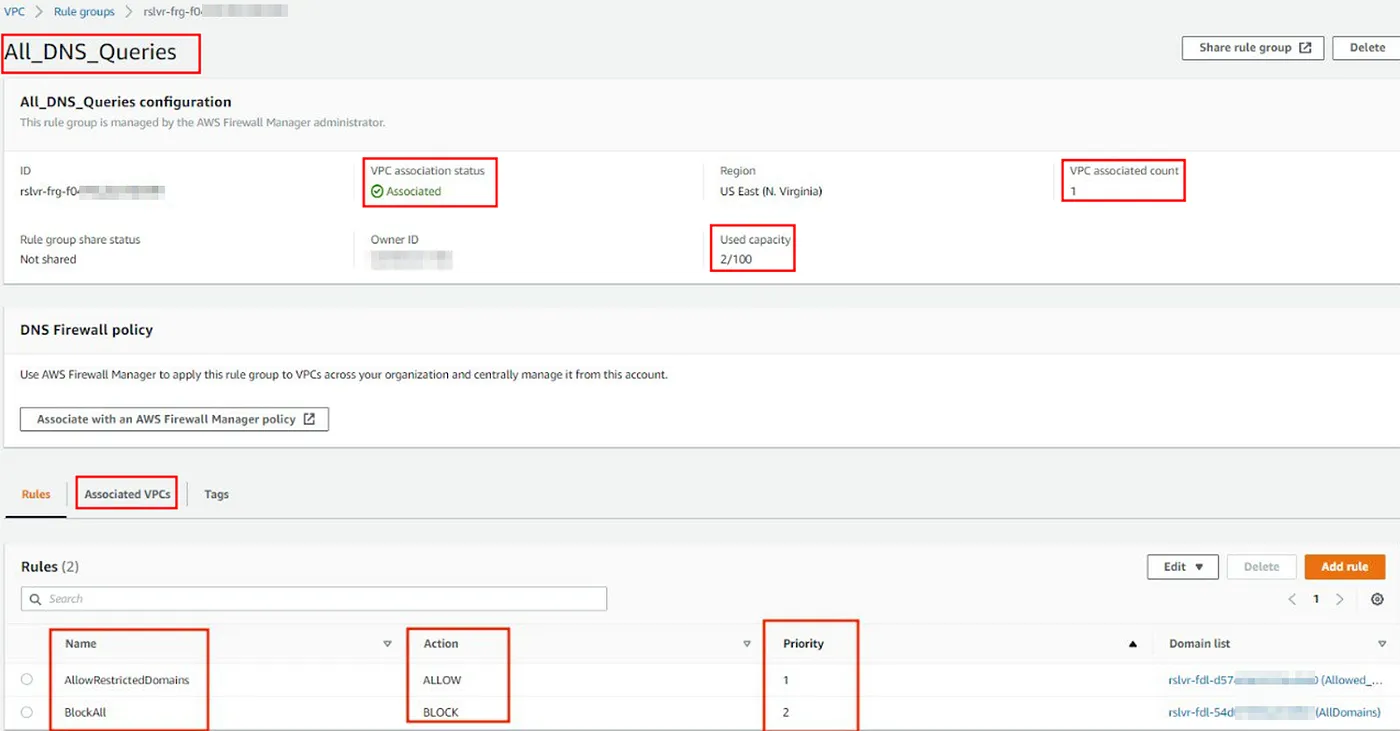 VPC > Rule groups > rslvr-frg-f0
All_DNS_Queries
Share rule group
Delete
All_DNS_Queries configuration
This rule group is managed by the AWS Firewall Manager administrator.
ID
rslvr-frg-f0
VPC association status
Associated
Region
US East (N. Virginia)
VPC associated count
1
Rule group share status
Not shared
Owner ID
Used capacity
2/100
DNS Firewall policy
Use AWS Firewall Manager to apply this rule group to VPCs across your organization and centrally manage it from this account.
Associate with an AWS Firewall Manager policy
Rules Associated VPCs Tags
Rules (2)
Edit Delete Add rule
Search
< 1 >
Name Action Priority Domain list
AllowRestrictedDomains ALLOW 1 rslvr-fdl-d57 (Allowed_...
BlockAll BLOCK 2 rslvr-fdl-54d (AllDomains)